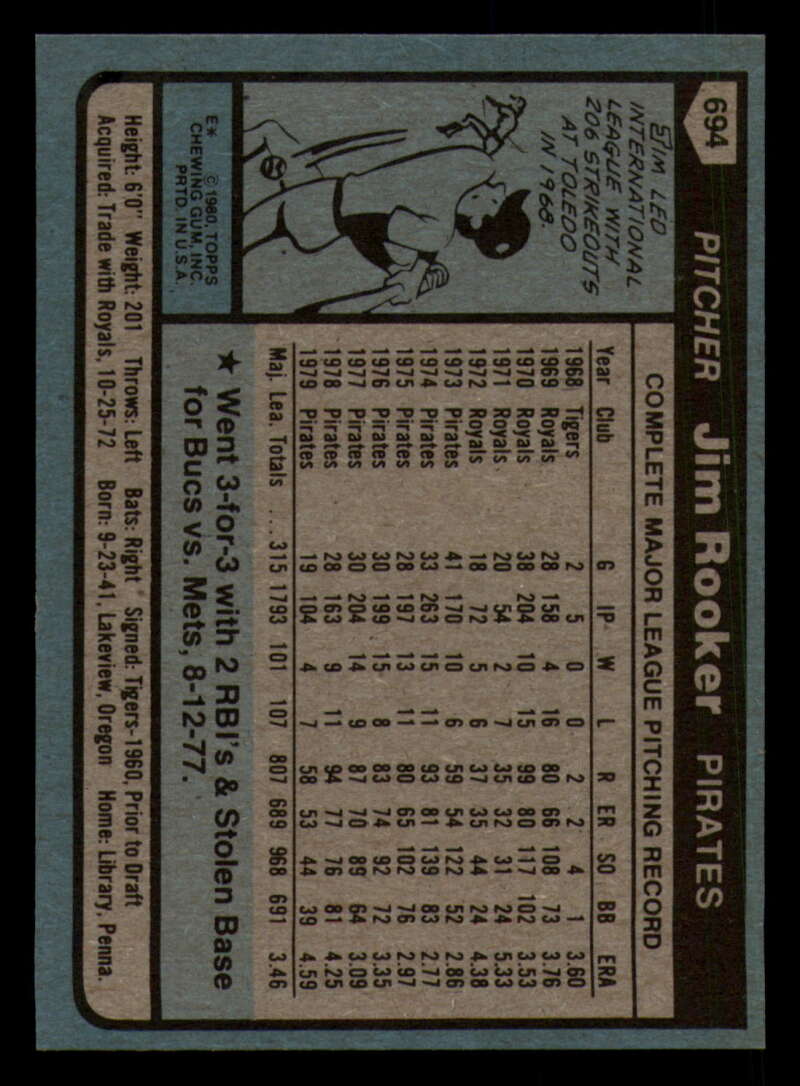 694 PITCHER Jim Rooker PIRATES
JIM LED
INTERNATIONAL
LEAGUE WITH
206 STRIKEOUTS
AT TOLEDO
IN 1968.
E* © 1980, TOPPS
CHEWING GUM, INC.
PRTD. IN U.S.A.
COMPLETE MAJOR LEAGUE PITCHING RECORD
Year Club G IP W L R ER SO BB ERA
1968 Tigers 2 5 0 0 2 2 4 1 3.60
1969 Royals 28 158 4 16 80 66 108 73 3.76
1970 Royals 38 204 10 15 99 80 117 102 3.53
1971 Royals 20 54 2 7 35 32 31 24 5.33
1972 Royals 18 72 5 6 37 35 44 24 4.38
1973 Pirates 41 170 10 6 59 54 122 52 2.86
1974 Pirates 33 263 15 11 93 81 139 83 2.77
1975 Pirates 28 197 13 11 80 65 102 76 2.97
1976 Pirates 30 199 15 8 83 74 92 72 3.35
1977 Pirates 30 204 14 9 87 70 89 64 3.09
1978 Pirates 28 163 9 11 94 77 76 81 4.25
1979 Pirates 19 104 4 7 58 53 44 39 4.59
Maj. Lea. Totals .... 315 1793 101 107 807 689 968 691 3.46
★ Went 3-for-3 with 2 RBI's & Stolen Base
for Bucs vs. Mets, 8-12-77.
Height: 6'0" Weight: 201 Throws: Left Bats: Right Signed: Tigers-1960, Prior to Draft
Acquired: Trade with Royals, 10-25-72 Born: 9-23-41, Lakeview, Oregon Home: Library, Penna.